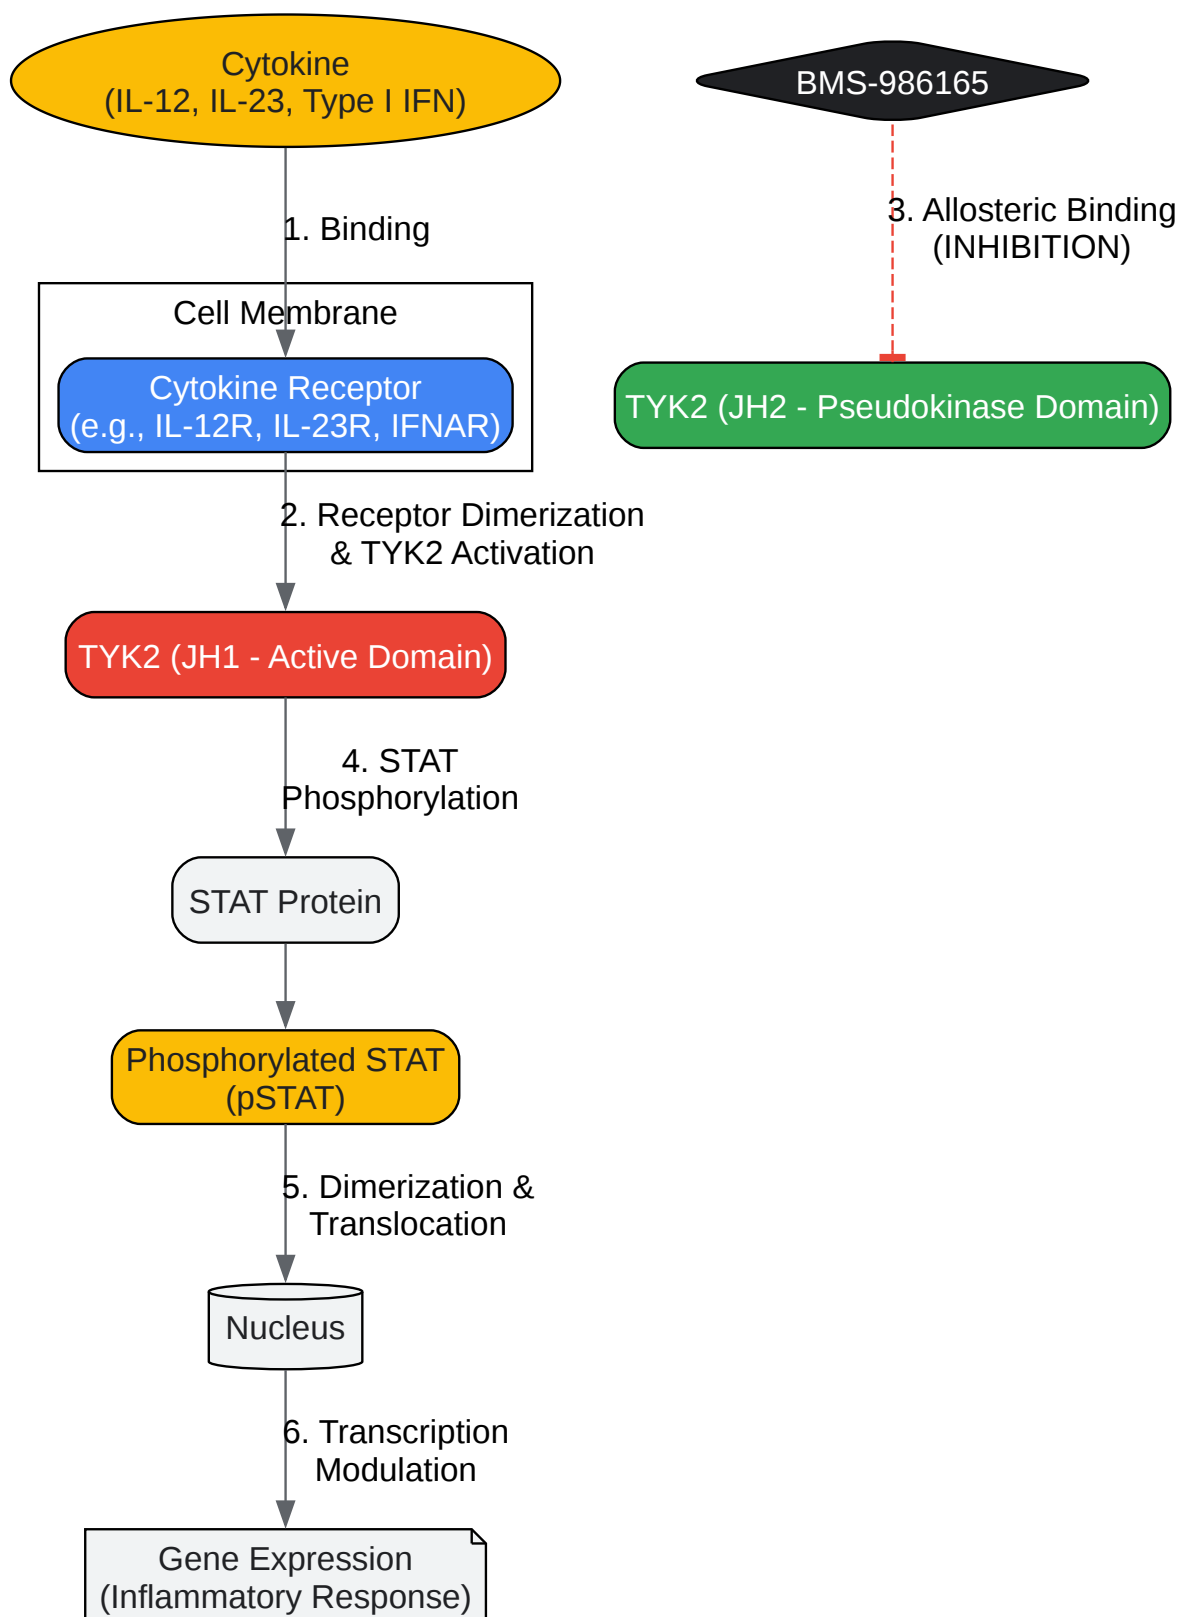 Cytokine
(IL-12, IL-23, Type I IFN)
BMS-986165
1. Binding
3. Allosteric Binding
(INHIBITION)
Cell Membrane
Cytokine Receptor
(e.g., IL-12R, IL-23R, IFNAR)
TYK2 (JH2 - Pseudokinase Domain)
2. Receptor Dimerization
& TYK2 Activation
TYK2 (JH1 - Active Domain)
4. STAT
Phosphorylation
STAT Protein
Phosphorylated STAT
(pSTAT)
5. Dimerization &
Translocation
Nucleus
6. Transcription
Modulation
Gene Expression
(Inflammatory Response)